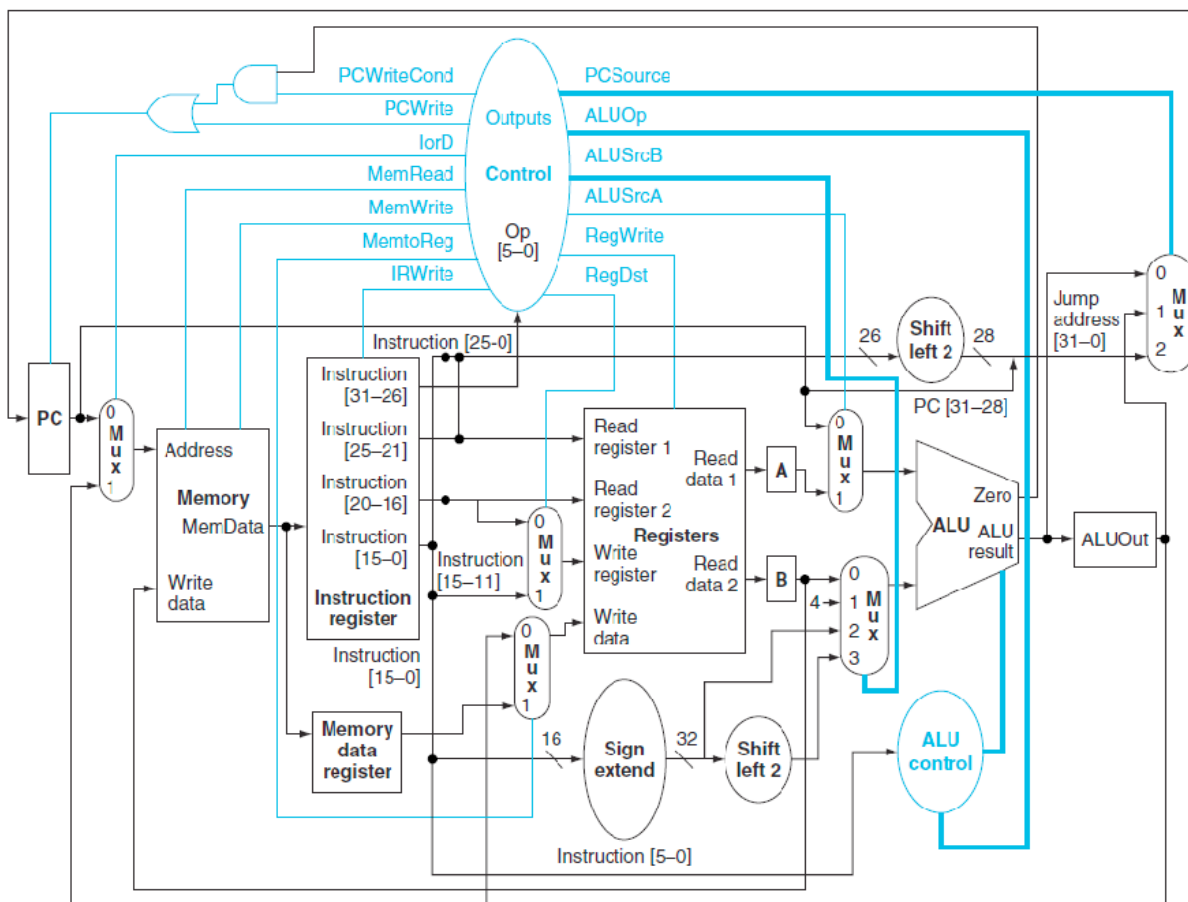 PCWriteCond
PCWrite
IorD
MemRead
MemWrite
MemtoReg
IRWrite
Outputs
Control
Op
[5–0]
PCSource
ALUOp
ALUSrcB
ALUSrcA
RegWrite
RegDst
Instruction [25-0]
26
Shift
left 2
28
Jump
address
[31–0]
0
1
2
M
u
x
PC [31–28]
PC
0
M
u
x
1
Address
Memory
MemData
Write
data
Instruction
[31–26]
Instruction
[25–21]
Instruction
[20–16]
Instruction
[15–0]
Instruction
register
Instruction
[15–0]
Instruction
[15–11]
0
M
u
x
1
Read
register 1
Read
register 2
Registers
Write
register
Write
data
Read
data 1
Read
data 2
A
B
0
M
u
x
1
4
0
1
2
3
M
u
x
Zero
ALU
ALU
result
ALUOut
0
M
u
x
1
Memory
data
register
16
Sign
extend
32
Shift
left 2
ALU
control
Instruction [5–0]